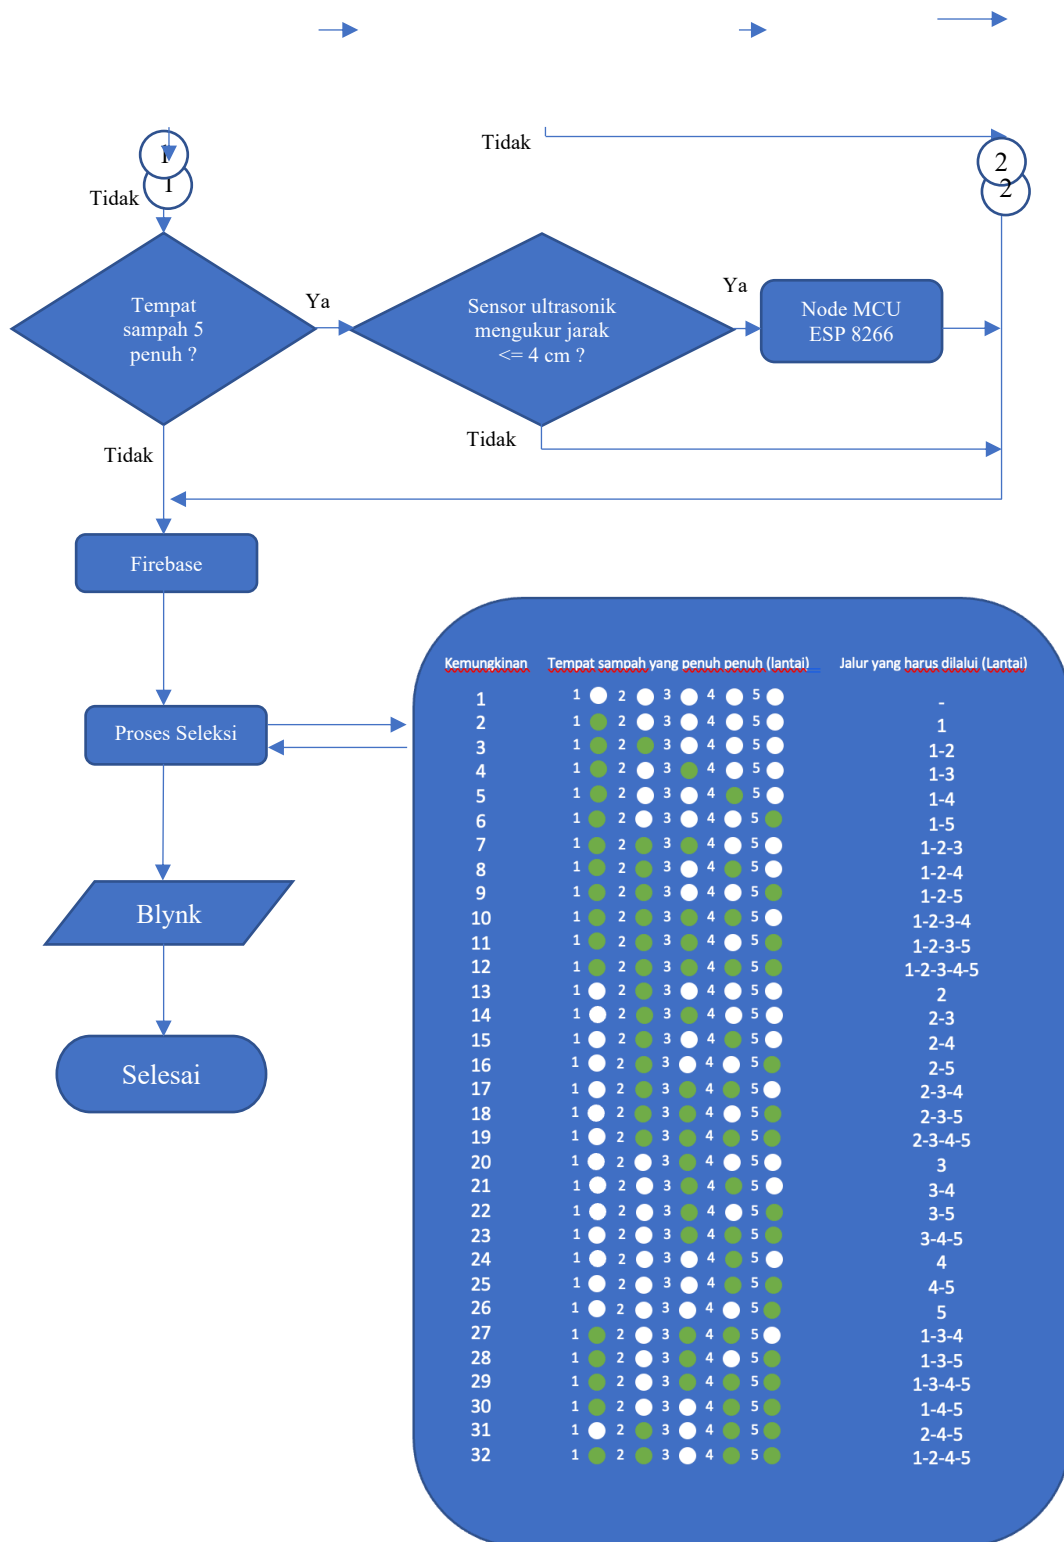 Tidak
1
1
Tidak
2
2
Tempat
sampah 5
penuh ?
Ya
Sensor ultrasonik
mengukur jarak
<= 4 cm ?
Ya
Node MCU
ESP 8266
Tidak
Tidak
Firebase
Proses Seleksi
Blynk
Selesai
Kemungkinan Tempat sampah yang penuh penuh (lantai) Jalur yang harus dilalui (Lantai)
1 1 2 3 4 5 -
2 1 2 3 4 5 1
3 1 2 3 4 5 1-2
4 1 2 3 4 5 1-3
5 1 2 3 4 5 1-4
6 1 2 3 4 5 1-5
7 1 2 3 4 5 1-2-3
8 1 2 3 4 5 1-2-4
9 1 2 3 4 5 1-2-5
10 1 2 3 4 5 1-2-3-4
11 1 2 3 4 5 1-2-3-5
12 1 2 3 4 5 1-2-3-4-5
13 1 2 3 4 5 2
14 1 2 3 4 5 2-3
15 1 2 3 4 5 2-4
16 1 2 3 4 5 2-5
17 1 2 3 4 5 2-3-4
18 1 2 3 4 5 2-3-5
19 1 2 3 4 5 2-3-4-5
20 1 2 3 4 5 3
21 1 2 3 4 5 3-4
22 1 2 3 4 5 3-5
23 1 2 3 4 5 3-4-5
24 1 2 3 4 5 4
25 1 2 3 4 5 4-5
26 1 2 3 4 5 5
27 1 2 3 4 5 1-3-4
28 1 2 3 4 5 1-3-5
29 1 2 3 4 5 1-3-4-5
30 1 2 3 4 5 1-4-5
31 1 2 3 4 5 2-4-5
32 1 2 3 4 5 1-2-4-5